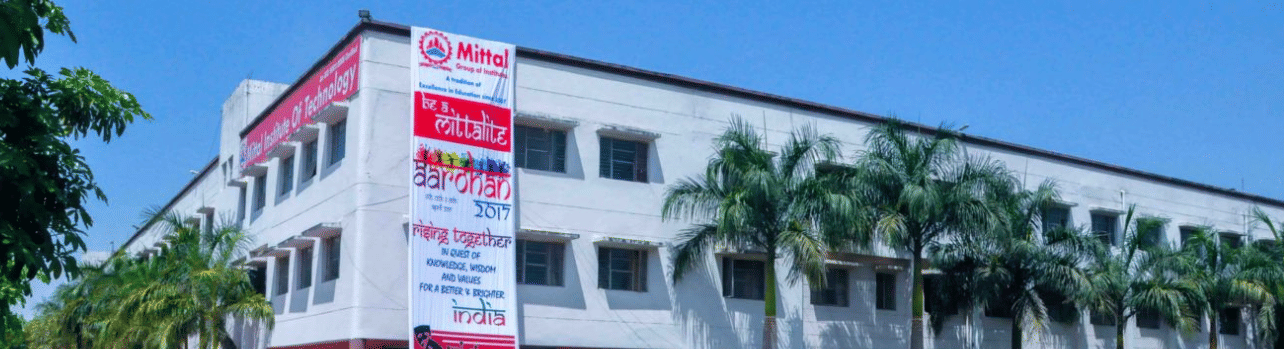 Mittal Institute Of Technology
Mittal
Group of Institutes
A tradition of
Excellence in Education since
be a
mittalite
aarohan
2017
rising together
IN QUEST OF
KNOWLEDGE, WISDOM
AND VALUES
FOR A BETTER & BRIGHTER
india